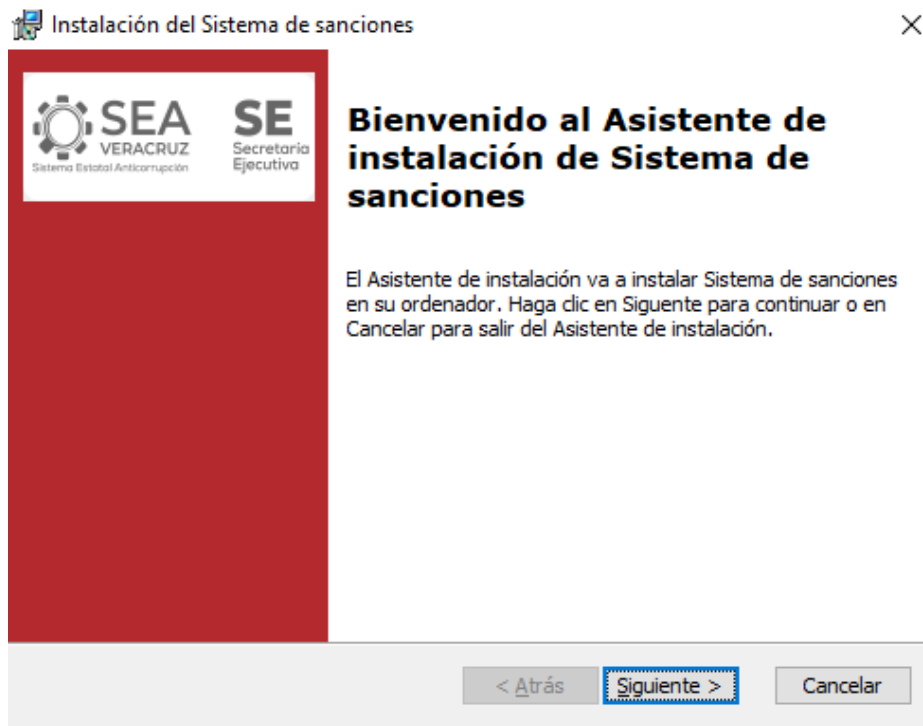 Instalación del Sistema de sanciones
SEA
VERACRUZ
Sistema Estatal Anticorrupción
SE
Secretaria
Ejecutiva
Bienvenido al Asistente de
instalación de Sistema de
sanciones
El Asistente de instalación va a instalar Sistema de sanciones
en su ordenador. Haga clic en Siguente para continuar o en
Cancelar para salir del Asistente de instalación.
< Atrás
Siguiente >
Cancelar